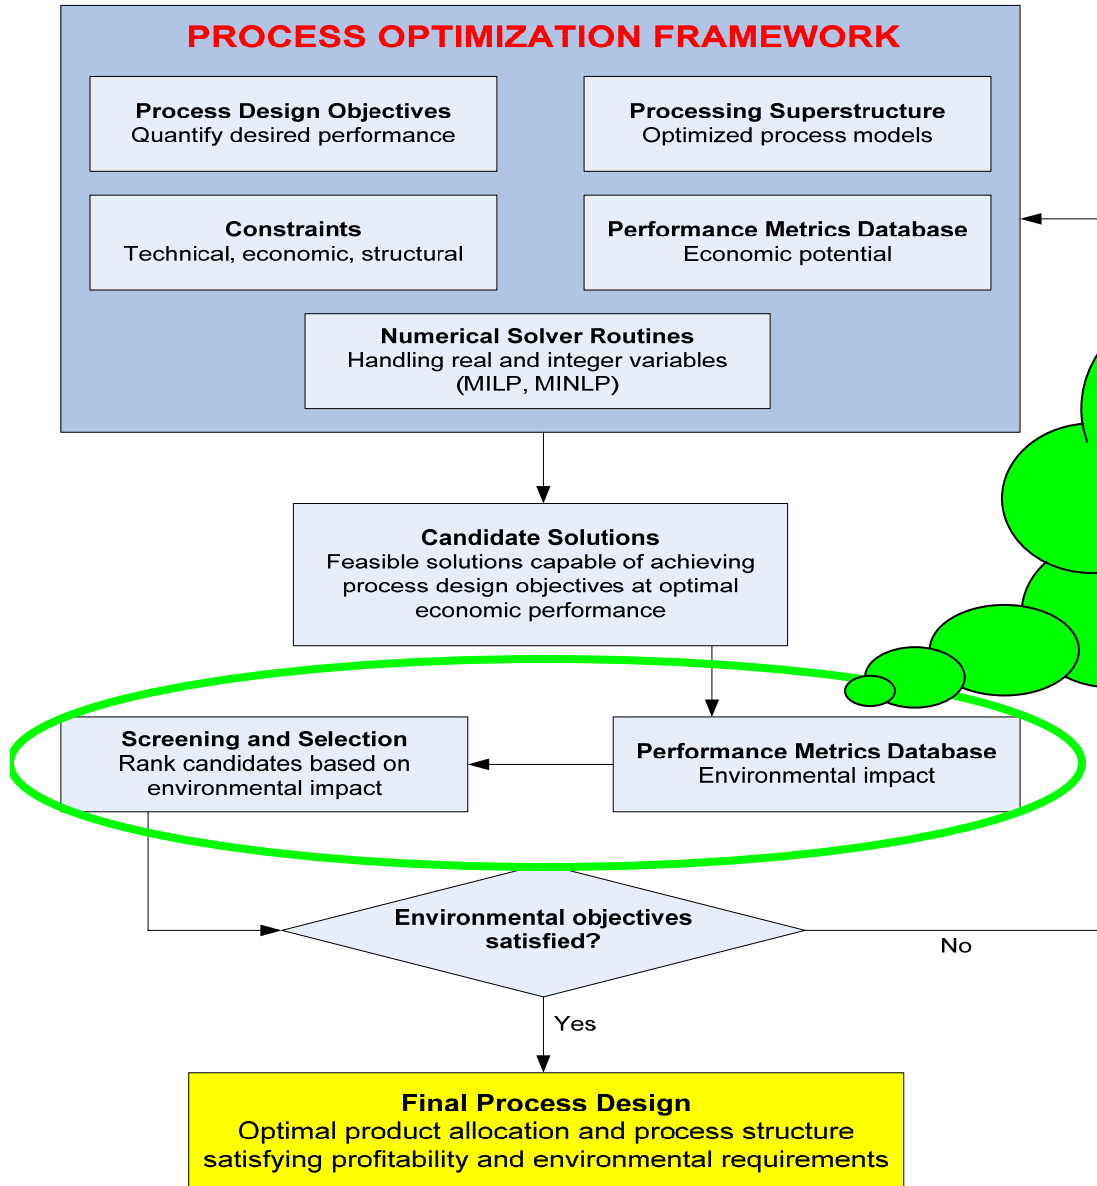 PROCESS OPTIMIZATION FRAMEWORK
Process Design Objectives
Quantify desired performance
Processing Superstructure
Optimized process models
Constraints
Technical, economic, structural
Performance Metrics Database
Economic potential
Numerical Solver Routines
Handling real and integer variables
(MILP, MINLP)
Candidate Solutions
Feasible solutions capable of achieving
process design objectives at optimal
economic performance
Screening and Selection
Rank candidates based on
environmental impact
Performance Metrics Database
Environmental impact
Environmental objectives
satisfied?
No
Yes
Final Process Design
Optimal product allocation and process structure
satisfying profitability and environmental requirements